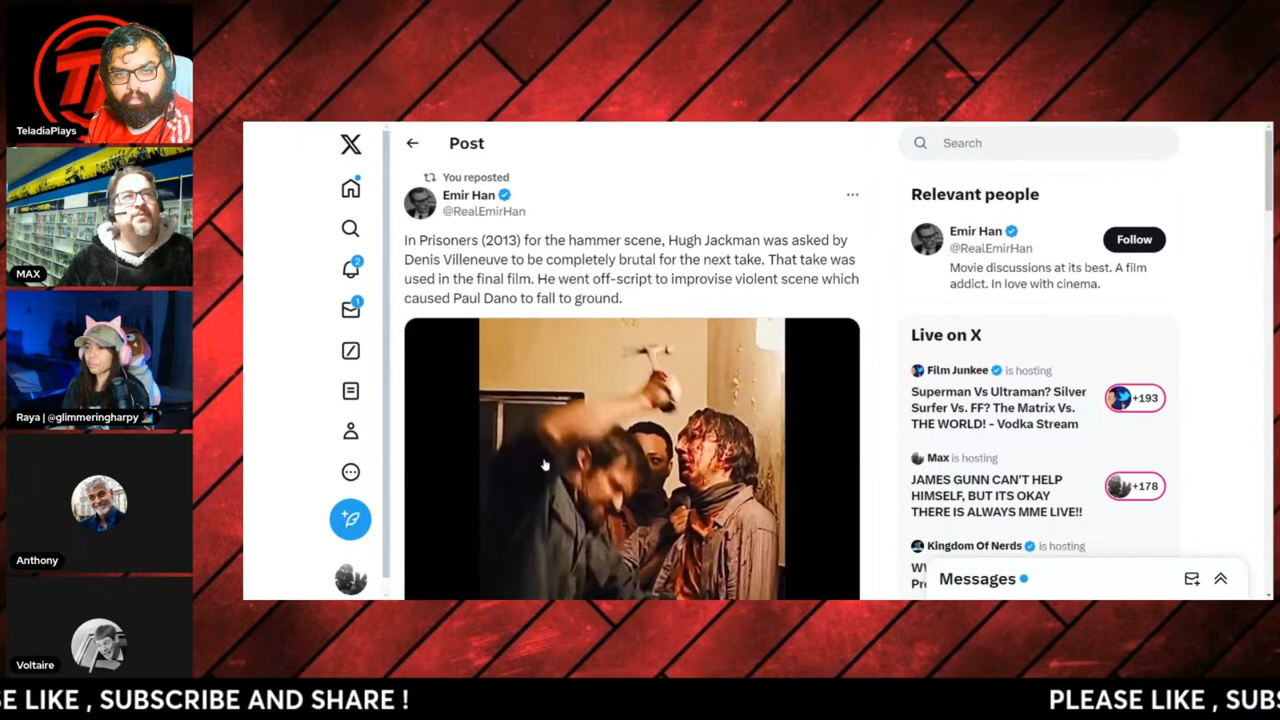 TeladiaPlays
MAX
Raya | @glimmeringharpy
Anthony
Voltaire
Post
You reposted
Emir Han
@RealEmirHan
In Prisoners (2013) for the hammer scene, Hugh Jackman was asked by
Denis Villeneuve to be completely brutal for the next take. That take was
used in the final film. He went off-script to improvise violent scene which
caused Paul Dano to fall to ground.
2
1
Search
Relevant people
Emir Han
@RealEmirHan
Follow
Movie discussions at its best. A film
addict. In love with cinema.
Live on X
Film Junkee is hosting
Superman Vs Ultraman? Silver
Surfer Vs. FF? The Matrix Vs.
THE WORLD! - Vodka Stream
+193
Max is hosting
JAMES GUNN CAN'T HELP
HIMSELF, BUT ITS OKAY
THERE IS ALWAYS MME LIVE!!
+178
Kingdom Of Nerds is hosting
Messages
SE LIKE , SUBSCRIBE AND SHARE !
PLEASE LIKE , SUBS